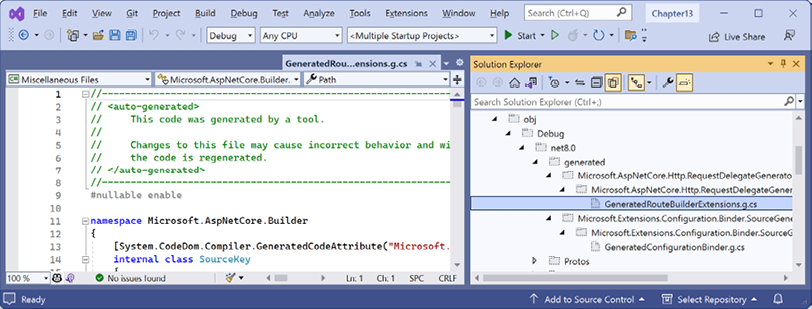 File Edit View Git Project Build Debug Test Analyze Tools Extensions Window Help Search (Ctrl+Q) Chapter13
Debug Any CPU <Multiple Startup Projects> Start Live Share
GeneratedRou...ensions.g.cs
Miscellaneous Files Microsoft.AspNetCore.Builder. Path
1 //----------------------------------------------------
2 // <auto-generated>
3 // This code was generated by a tool.
4 //
5 // Changes to this file may cause incorrect behavior and wi
6 // the code is regenerated.
7 // </auto-generated>
8 //----------------------------------------------------
9 #nullable enable
10
11 namespace Microsoft.AspNetCore.Builder
12 {
13 [System.CodeDom.Compiler.GeneratedCodeAttribute("Microsoft.
14 internal class SourceKey
15 {
100 % No issues found Ln: 1 Ch: 1 SPC CRLF
Solution Explorer
Search Solution Explorer (Ctrl+;)
obj
Debug
net8.0
generated
Microsoft.AspNetCore.Http.RequestDelegateGenerato
Microsoft.AspNetCore.Http.RequestDelegateGener
GeneratedRouteBuilderExtensions.g.cs
Microsoft.Extensions.Configuration.Binder.SourceGene
Microsoft.Extensions.Configuration.Binder.SourceG
GeneratedConfigurationBinder.g.cs
Protos
Ready Add to Source Control Select Repository